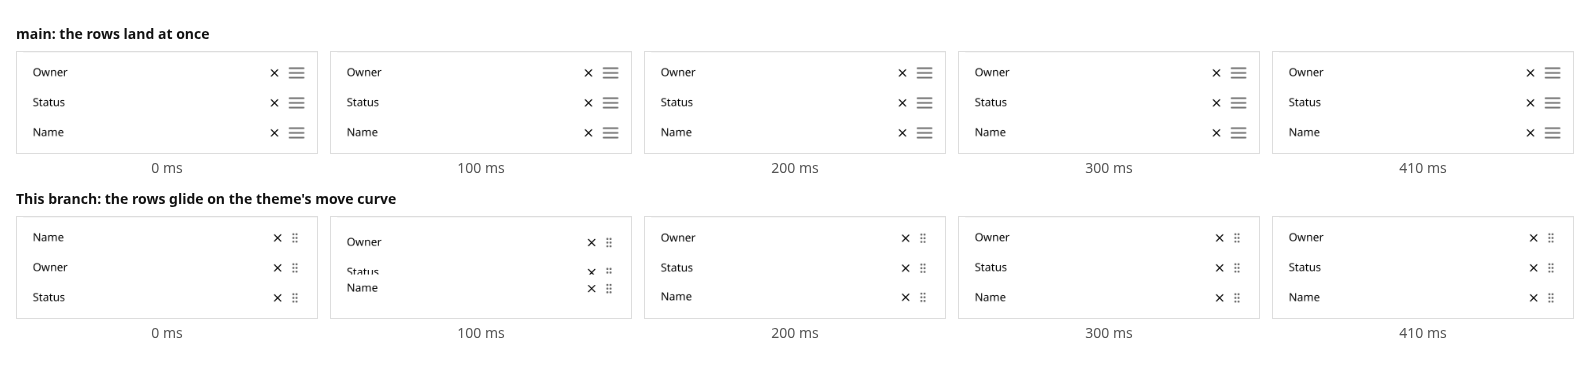 main: the rows land at once
Owner × Owner × Owner × Owner × Owner ×
Status × Status × Status × Status × Status ×
Name × Name × Name × Name × Name ×
0 ms 100 ms 200 ms 300 ms 410 ms
This branch: the rows glide on the theme's move curve
Name × Owner × Owner × Owner × Owner ×
Owner × Status × Status × Status × Status ×
Status × Name × Name × Name × Name ×
0 ms 100 ms 200 ms 300 ms 410 ms